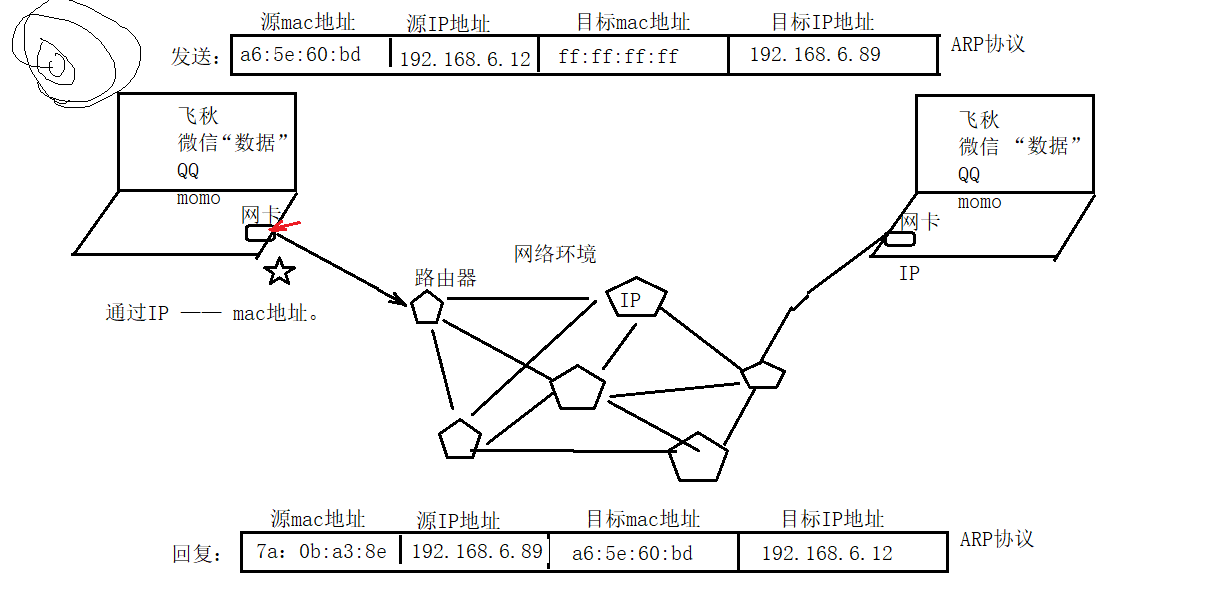 源mac地址 源IP地址 目标mac地址 目标IP地址
发送： a6:5e:60:bd 192.168.6.12 ff:ff:ff:ff 192.168.6.89 ARP协议
飞秋
微信“数据”
QQ
momo
网卡
飞秋
微信 “数据”
QQ
momo
网卡
IP
网络环境
路由器
IP
通过IP —— mac地址。
源mac地址 源IP地址 目标mac地址 目标IP地址
回复： 7a：0b:a3:8e 192.168.6.89 a6:5e:60:bd 192.168.6.12 ARP协议